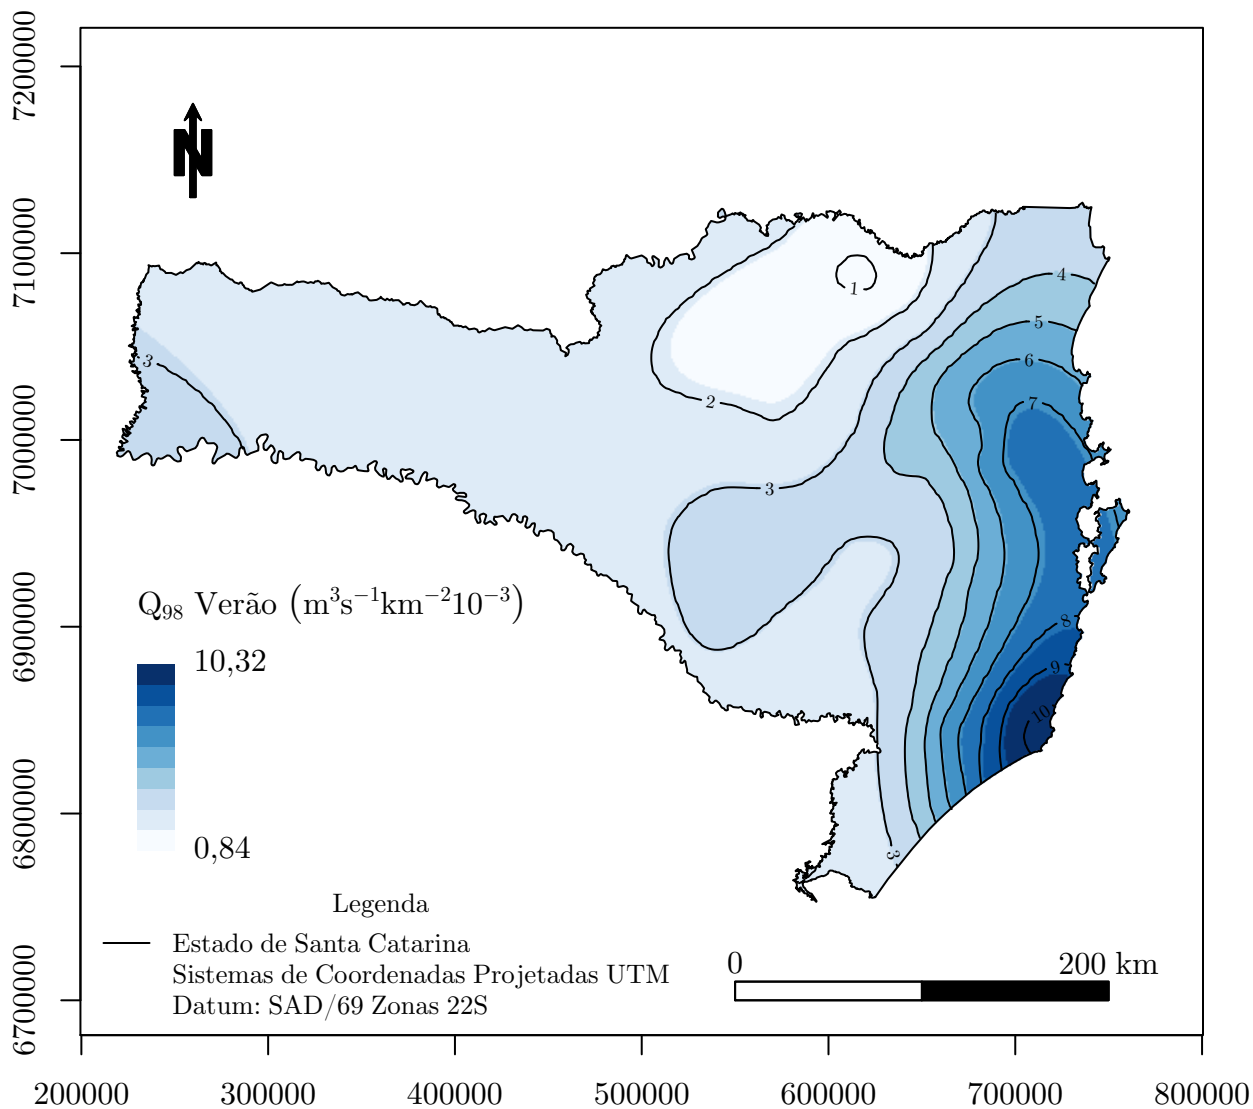 7200000
7100000
7000000
6900000
6800000
6700000
N
1
2
3
3
3
4
5
6
7
8
9
10
Q98 Verão (m³s⁻¹km⁻²10⁻³)
10,32
0,84
Legenda
Estado de Santa Catarina
Sistemas de Coordenadas Projetadas UTM
Datum: SAD/69 Zonas 22S
0 200 km
200000 300000 400000 500000 600000 700000 800000